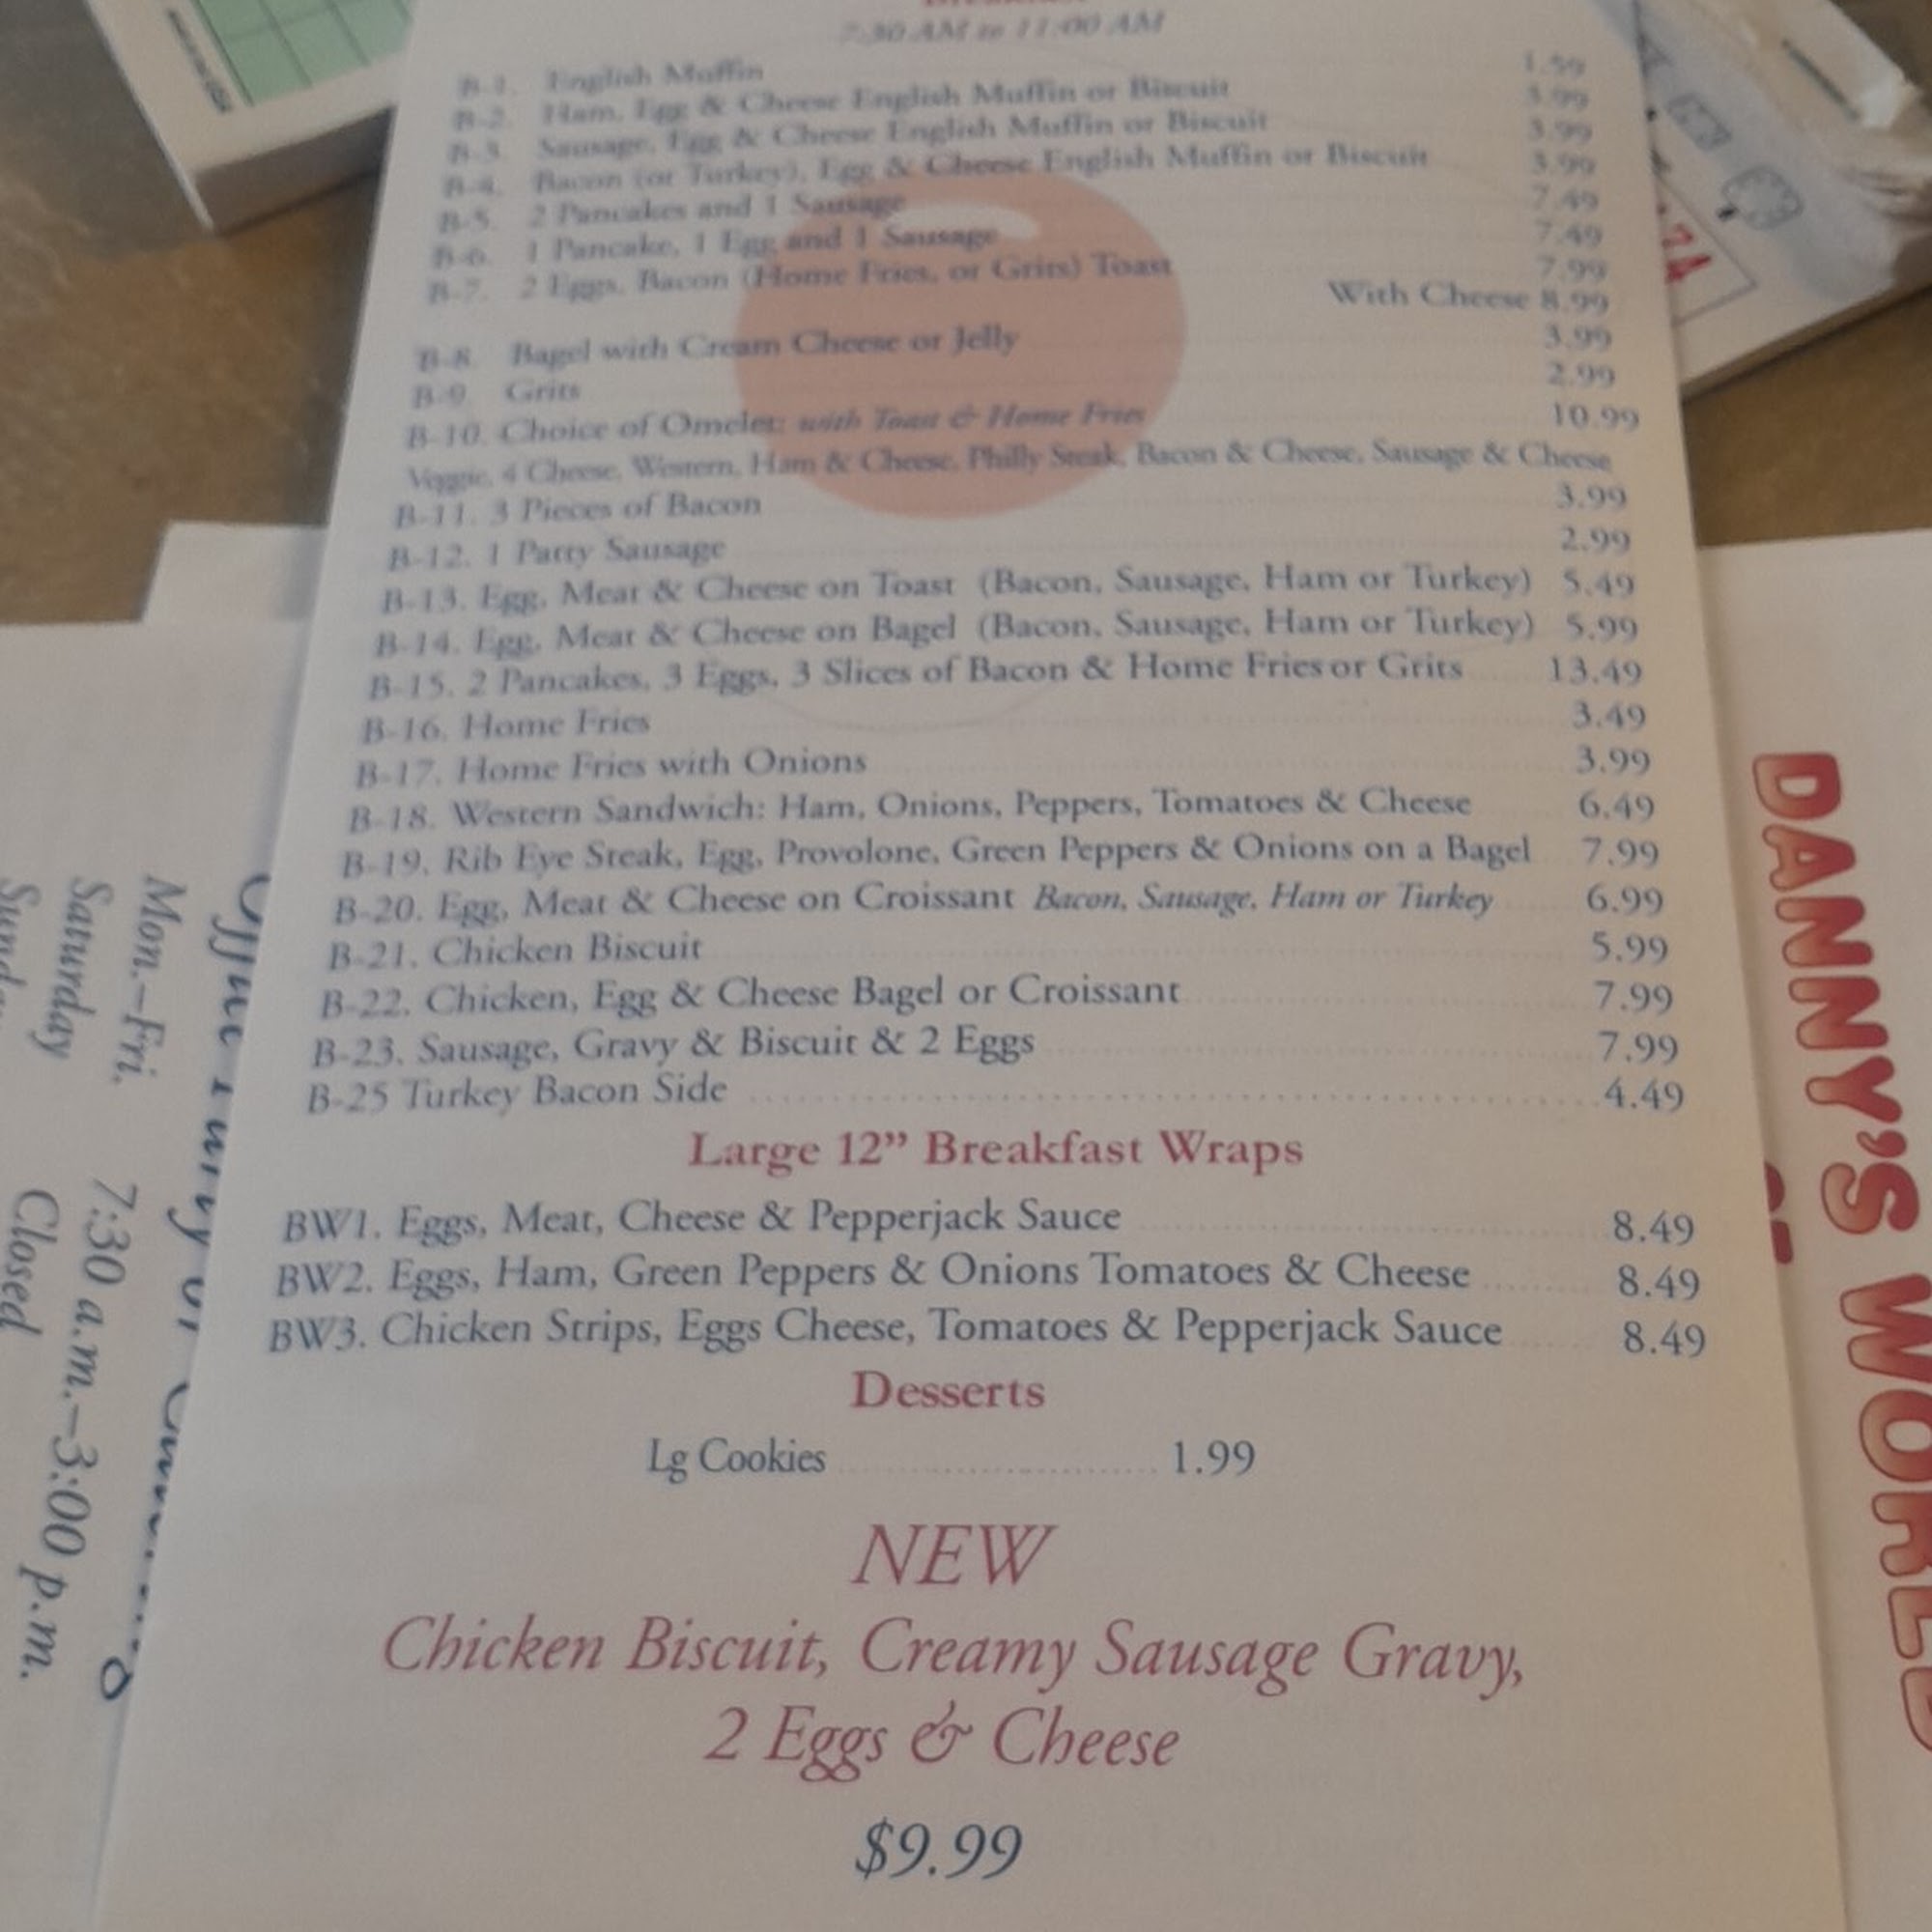 7:30 AM to 11:00 AM
B-1. English Muffin 1.59
B-2. Ham, Egg & Cheese English Muffin or Biscuit 3.99
B-3. Sausage, Egg & Cheese English Muffin or Biscuit 3.99
B-4. Bacon (or Turkey), Egg & Cheese English Muffin or Biscuit 3.99
B-5. 2 Pancakes and 1 Sausage 7.49
B-6. 1 Pancake, 1 Egg and 1 Sausage 7.49
B-7. 2 Eggs, Bacon (Home Fries, or Grits) Toast 7.99
With Cheese 8.99
B-8. Bagel with Cream Cheese or Jelly 3.99
B-9. Grits 2.99
B-10. Choice of Omelet: with Toast & Home Fries 10.99
Veggie, 4 Cheese, Western, Ham & Cheese, Philly Steak, Bacon & Cheese, Sausage & Cheese
B-11. 3 Pieces of Bacon 3.99
B-12. 1 Patty Sausage 2.99
B-13. Egg, Meat & Cheese on Toast (Bacon, Sausage, Ham or Turkey) 5.49
B-14. Egg, Meat & Cheese on Bagel (Bacon, Sausage, Ham or Turkey) 5.99
B-15. 2 Pancakes, 3 Eggs, 3 Slices of Bacon & Home Fries or Grits 13.49
B-16. Home Fries 3.49
B-17. Home Fries with Onions 3.99
B-18. Western Sandwich: Ham, Onions, Peppers, Tomatoes & Cheese 6.49
B-19. Rib Eye Steak, Egg, Provolone, Green Peppers & Onions on a Bagel 7.99
B-20. Egg, Meat & Cheese on Croissant Bacon, Sausage, Ham or Turkey 6.99
B-21. Chicken Biscuit 5.99
B-22. Chicken, Egg & Cheese Bagel or Croissant 7.99
B-23. Sausage, Gravy & Biscuit & 2 Eggs 7.99
B-25 Turkey Bacon Side 4.49
Large 12” Breakfast Wraps
BW1. Eggs, Meat, Cheese & Pepperjack Sauce 8.49
BW2. Eggs, Ham, Green Peppers & Onions Tomatoes & Cheese 8.49
BW3. Chicken Strips, Eggs Cheese, Tomatoes & Pepperjack Sauce 8.49
Desserts
Lg Cookies 1.99
NEW
Chicken Biscuit, Creamy Sausage Gravy,
2 Eggs & Cheese
$9.99
Mon.–Fri. 7:30 a.m.–3:00 p.m.
Saturday Closed
DANNY'S WORLD